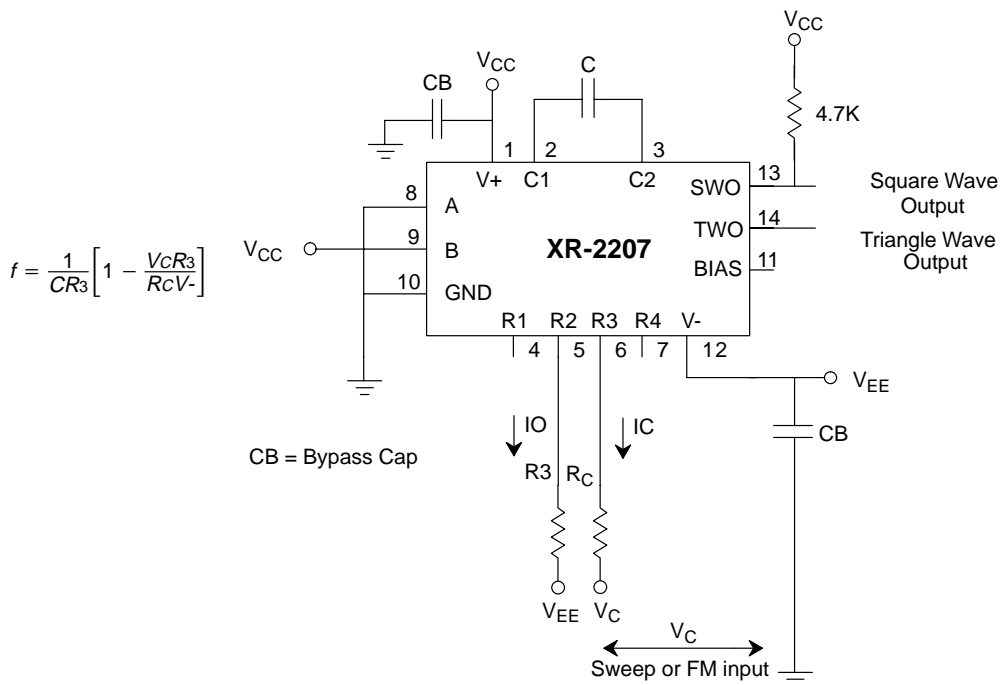 VCC
VCC
CB
C
4.7K
1 2 3
V+ C1 C2
8 A
SWO 13
Square Wave
Output
VCC
9 B
XR-2207
TWO 14
Triangle Wave
Output
BIAS 11
f = 1/CR3 [1 − VCR3/RCV-]
10 GND
R1 R2 R3 R4 V-
4 5 6 7 12
VEE
IO
IC
CB
CB = Bypass Cap
R3 RC
VEE VC
VC
Sweep or FM input